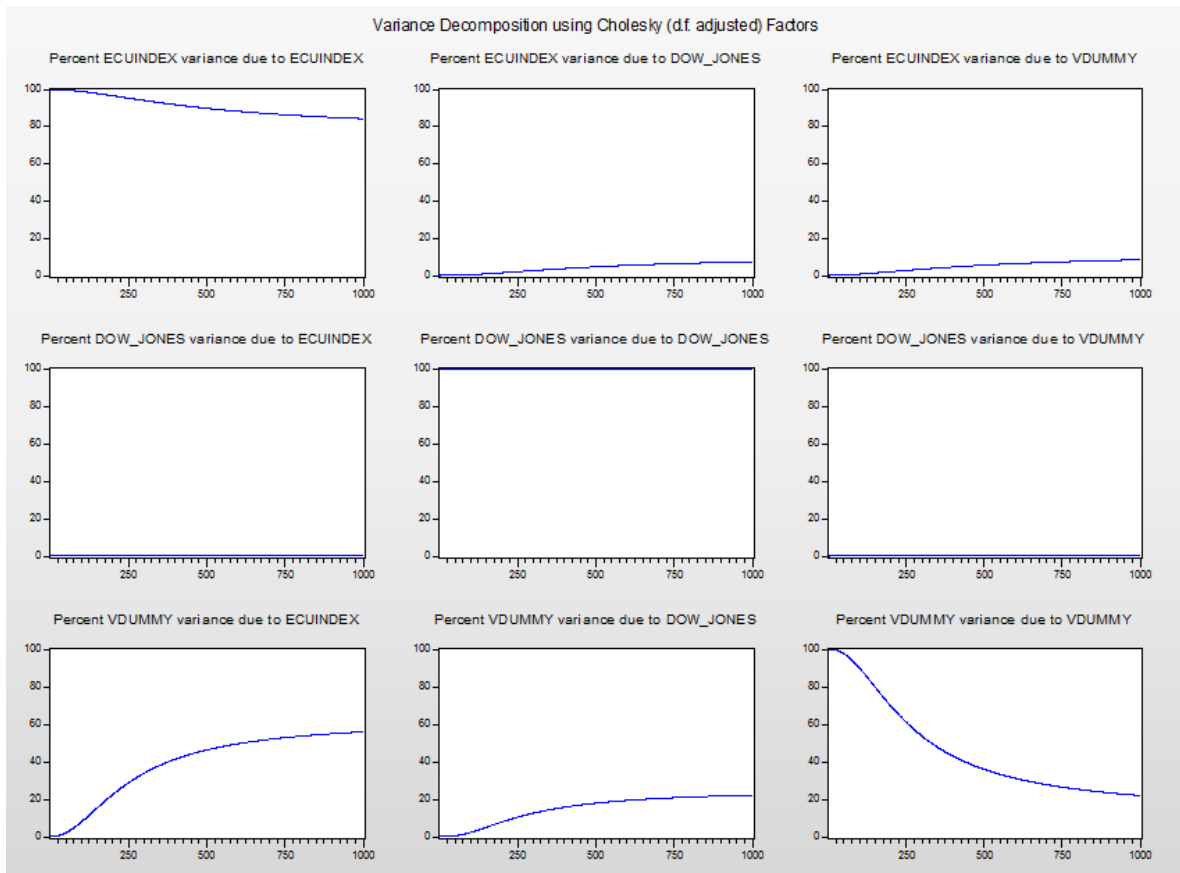 Variance Decomposition using Cholesky (d.f. adjusted) Factors
Percent ECUINDEX variance due to ECUINDEX
100
80
60
40
20
0
250 500 750 1000
Percent ECUINDEX variance due to DOW_JONES
100
80
60
40
20
0
250 500 750 1000
Percent ECUINDEX variance due to VDUMMY
100
80
60
40
20
0
250 500 750 1000
Percent DOW_JONES variance due to ECUINDEX
100
80
60
40
20
0
250 500 750 1000
Percent DOW_JONES variance due to DOW_JONES
100
80
60
40
20
0
250 500 750 1000
Percent DOW_JONES variance due to VDUMMY
100
80
60
40
20
0
250 500 750 1000
Percent VDUMMY variance due to ECUINDEX
100
80
60
40
20
0
250 500 750 1000
Percent VDUMMY variance due to DOW_JONES
100
80
60
40
20
0
250 500 750 1000
Percent VDUMMY variance due to VDUMMY
100
80
60
40
20
0
250 500 750 1000